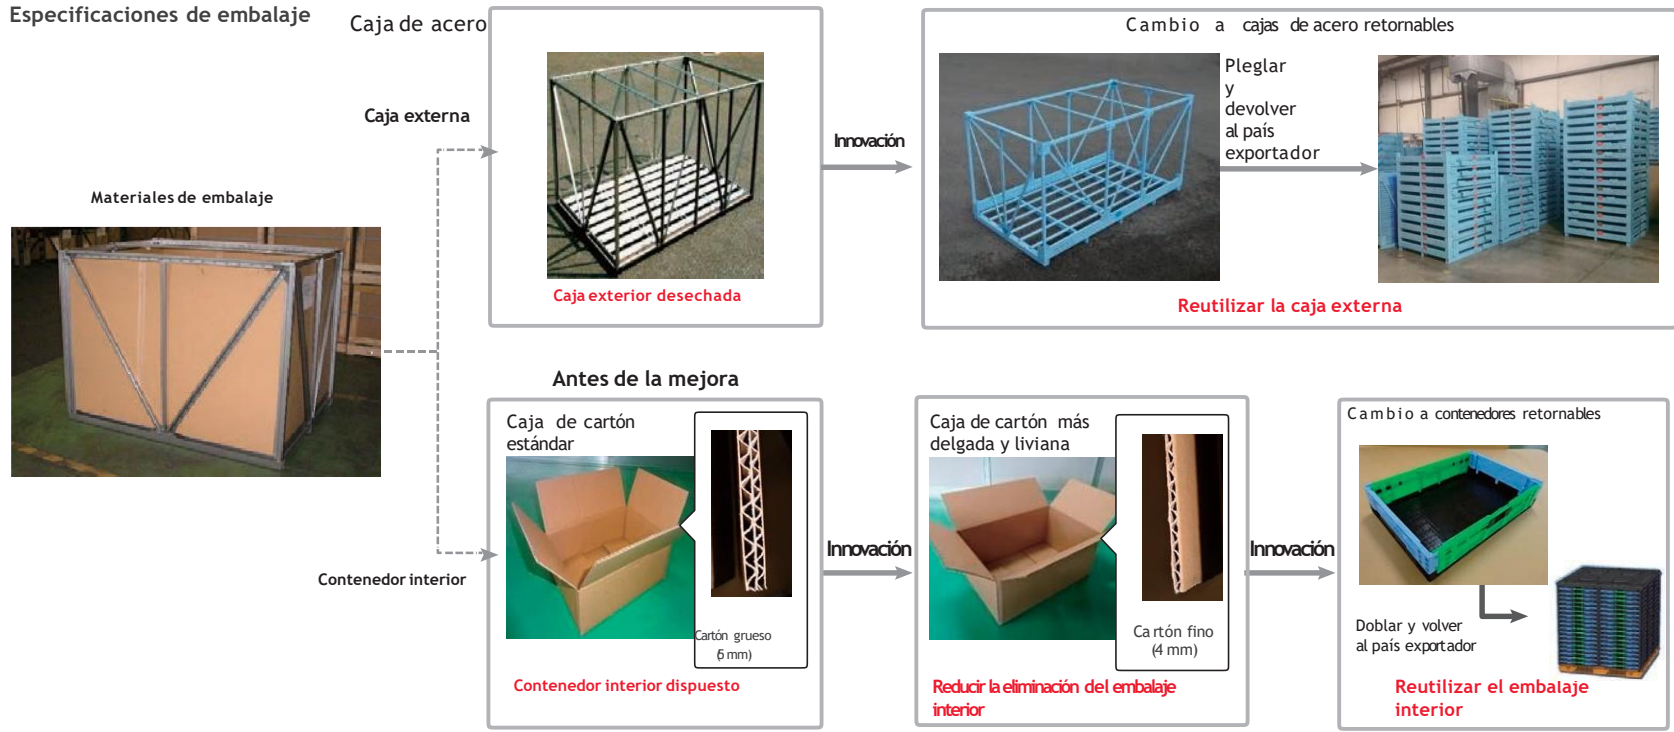 Especificaciones de embalaje
Caja de acero
Caja externa
Materiales de embalaje
Caja exterior desechada
Innovación
Cambio a cajas de acero retornables
Pleglar
y
devolver
al país
exportador
Reutilizar la caja externa
Antes de la mejora
Contenedor interior
Caja de cartón
estándar
Cartón grueso
(5 mm)
Contenedor interior dispuesto
Innovación
Caja de cartón más
delgada y liviana
Cartón fino
(4 mm)
Reducir la eliminación del embalaje
interior
Innovación
Cambio a contenedores retornables
Doblar y volver
al país exportador
Reutilizar el embalaje
interior